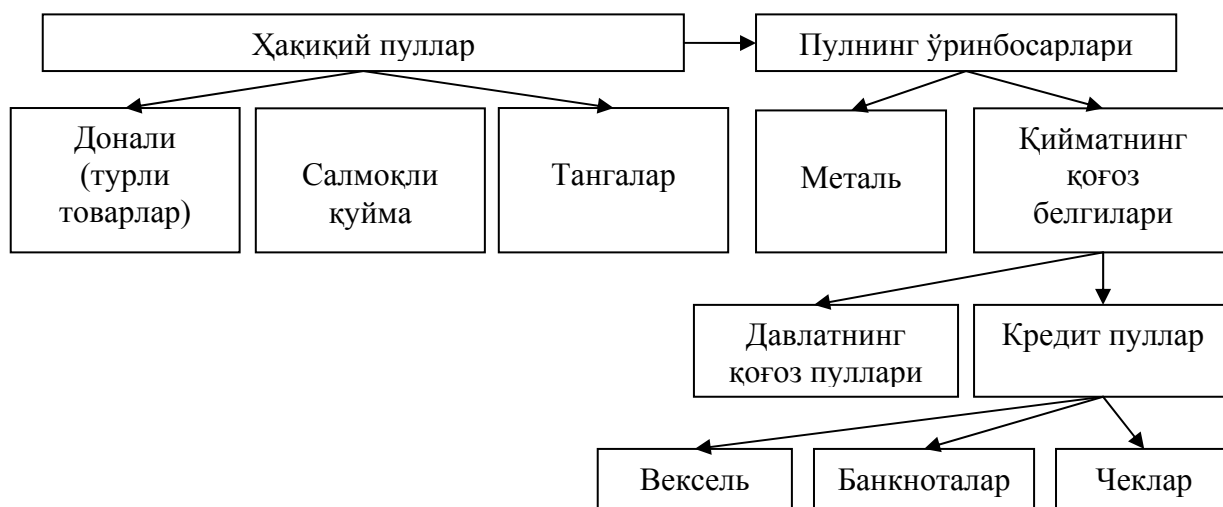 Ҳақиқий пуллар
Пулнинг ўринбосарлари
Донали
(турли
товарлар)
Салмоқли
қуйма
Тангалар
Металь
Қийматнинг
қоғоз
белгилари
Давлатнинг
қоғоз пуллари
Кредит пуллар
Вексель
Банкноталар
Чеклар